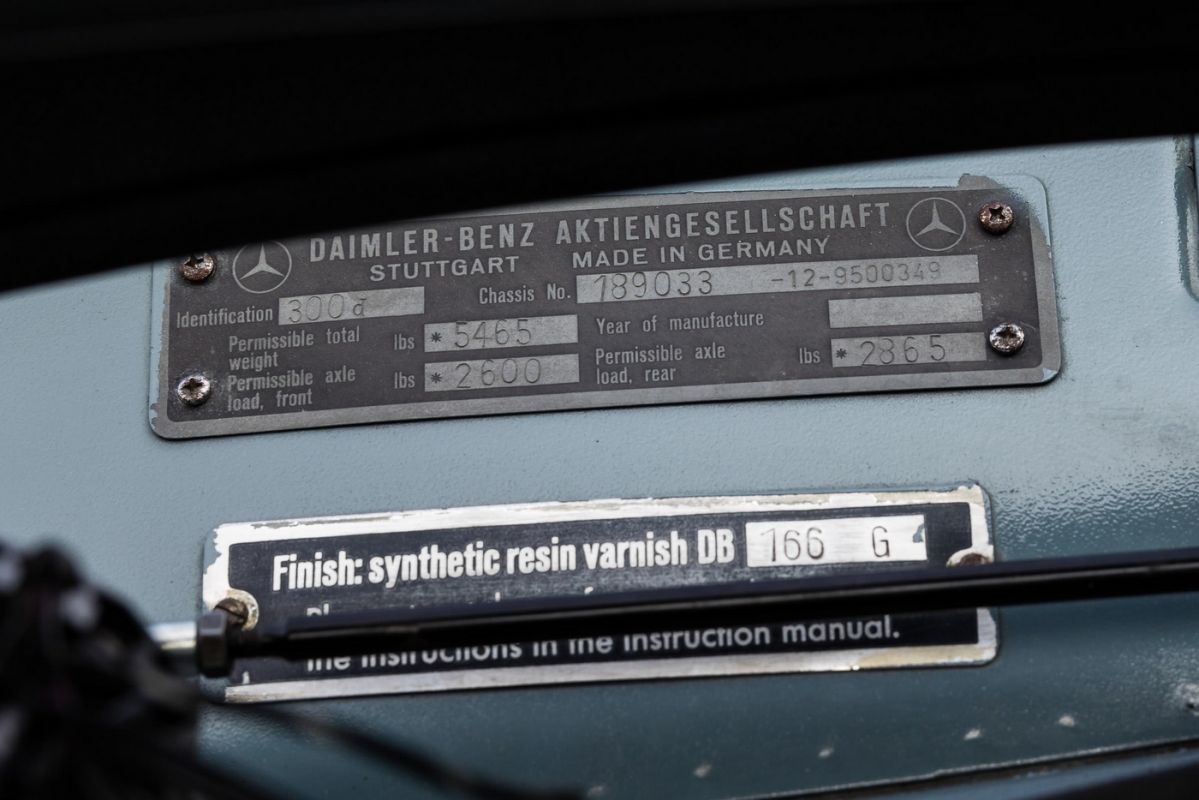 DAIMLER-BENZ AKTIENGESELLSCHAFT
STUTTGART MADE IN GERMANY
Identification 300d Chassis No. 189033 -12-9500349
Permissible total weight lbs *5465 Year of manufacture
Permissible axle load, front lbs *2600 Permissible axle load, rear lbs *2865
Finish: synthetic resin varnish DB 166 G
the instructions in the instruction manual.